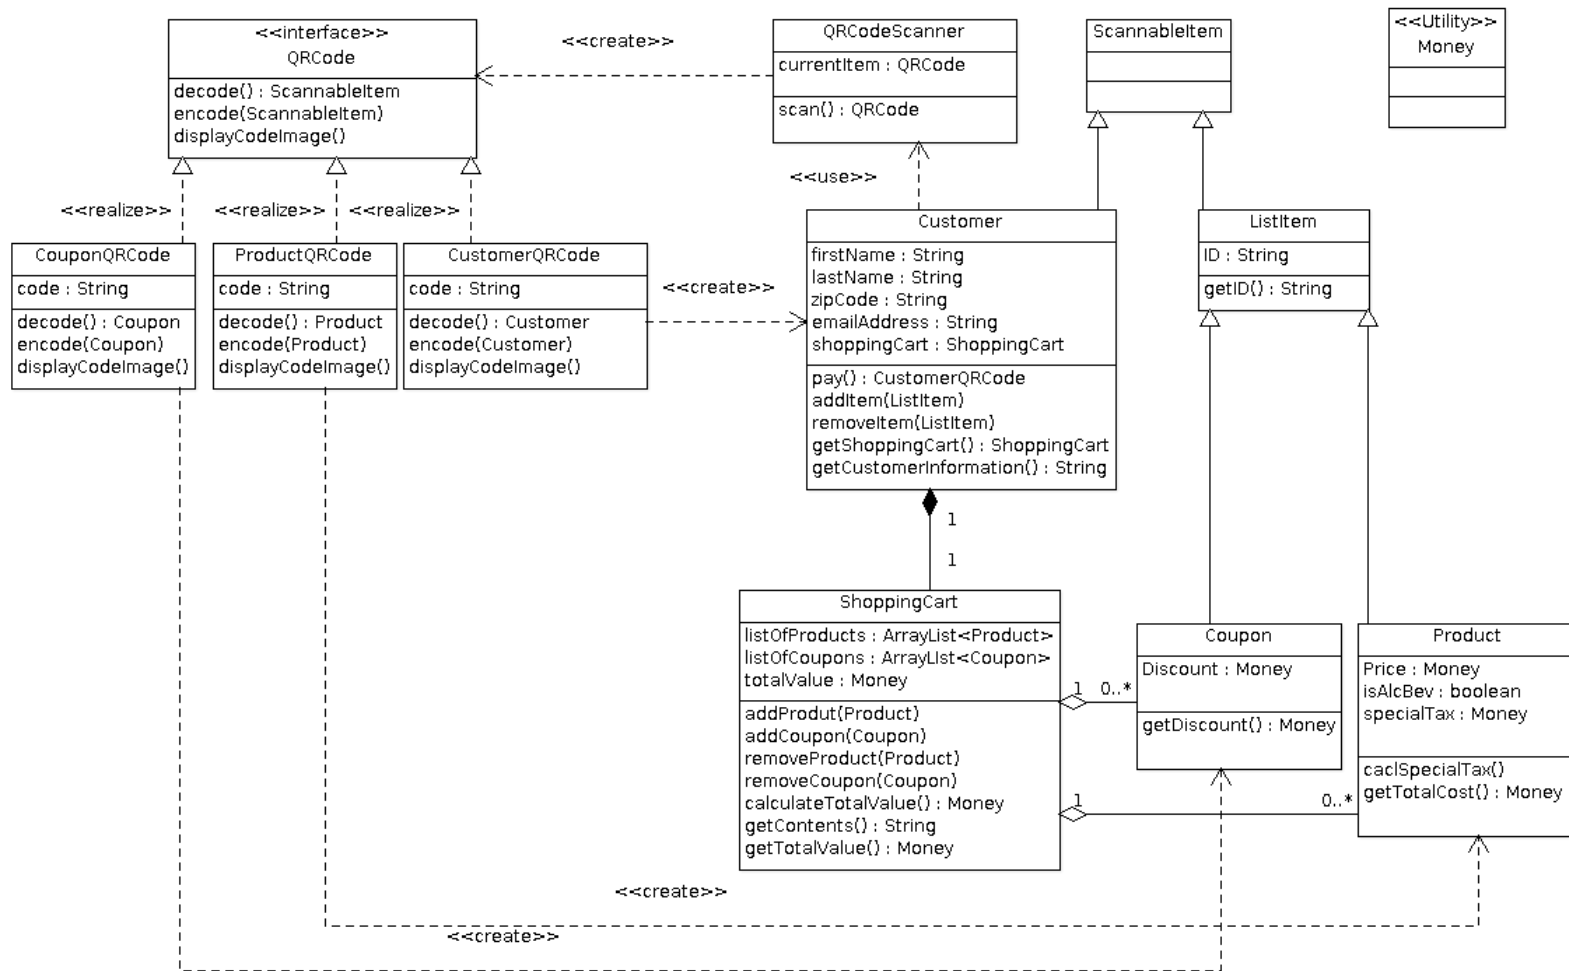 <<interface>>
QRCode
decode() : ScannableItem
encode(ScannableItem)
displayCodeImage()
<<create>>
QRCodeScanner
currentItem : QRCode
scan() : QRCode
ScannableItem
<<Utility>>
Money
<<realize>>
<<realize>>
<<realize>>
<<use>>
CouponQRCode
code : String
decode() : Coupon
encode(Coupon)
displayCodeImage()
ProductQRCode
code : String
decode() : Product
encode(Product)
displayCodeImage()
CustomerQRCode
code : String
decode() : Customer
encode(Customer)
displayCodeImage()
<<create>>
Customer
firstName : String
lastName : String
zipCode : String
emailAddress : String
shoppingCart : ShoppingCart
pay() : CustomerQRCode
addItem(ListItem)
removeItem(ListItem)
getShoppingCart() : ShoppingCart
getCustomerInformation() : String
ListItem
ID : String
getID() : String
1
1
ShoppingCart
listOfProducts : ArrayList<Product>
listOfCoupons : ArrayList<Coupon>
totalValue : Money
addProdut(Product)
addCoupon(Coupon)
removeProduct(Product)
removeCoupon(Coupon)
calculateTotalValue() : Money
getContents() : String
getTotalValue() : Money
1 0..*
1 0..*
Coupon
Discount : Money
getDiscount() : Money
Product
Price : Money
isAlcBev : boolean
specialTax : Money
caclSpecialTax()
getTotalCost() : Money
<<create>>
<<create>>